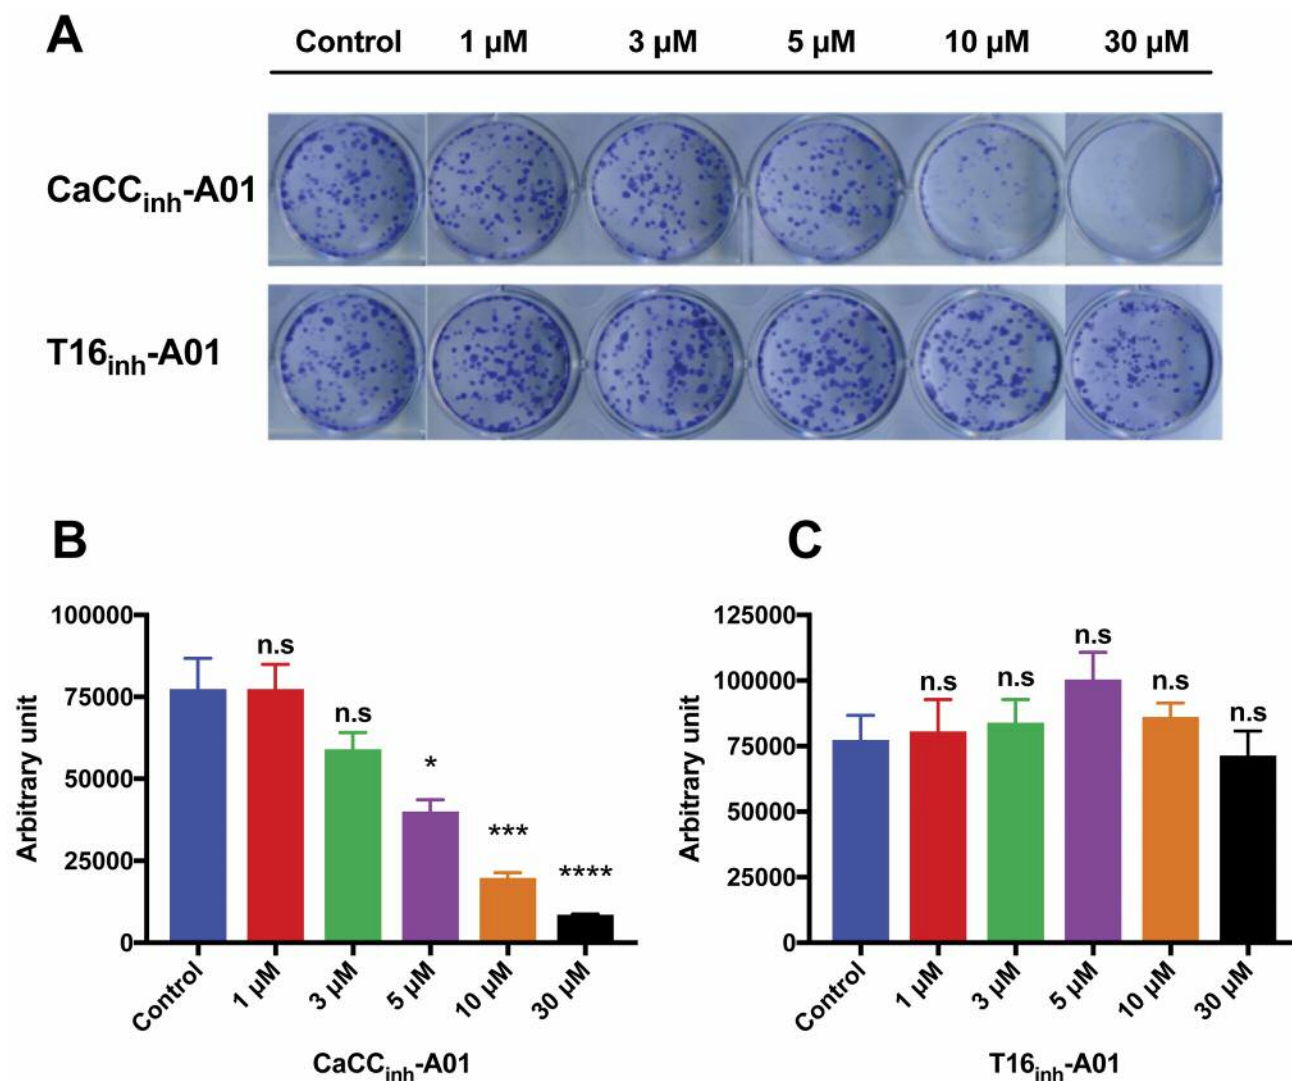 A
Control 1 µM 3 µM 5 µM 10 µM 30 µM
CaCCinh-A01
T16inh-A01
B
100000
75000
50000
25000
0
Arbitrary unit
n.s
n.s
*
***
****
Control 1 µM 3 µM 5 µM 10 µM 30 µM
CaCCinh-A01
C
125000
100000
75000
50000
25000
0
Arbitrary unit
n.s
n.s
n.s
n.s
n.s
Control 1 µM 3 µM 5 µM 10 µM 30 µM
T16inh-A01